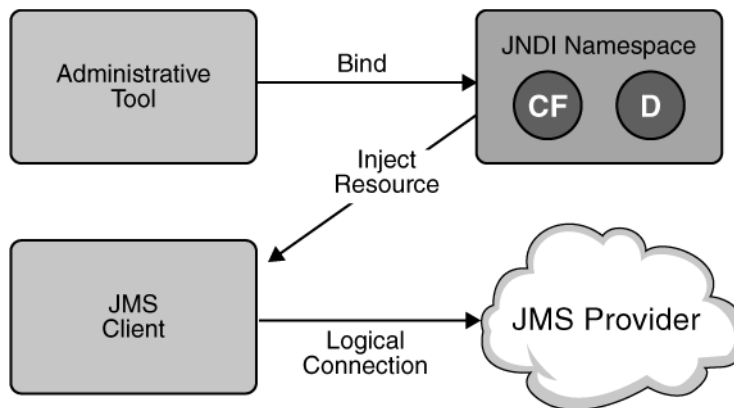 Administrative
Tool
Bind
JNDI Namespace
CF
D
Inject
Resource
JMS
Client
Logical
Connection
JMS Provider